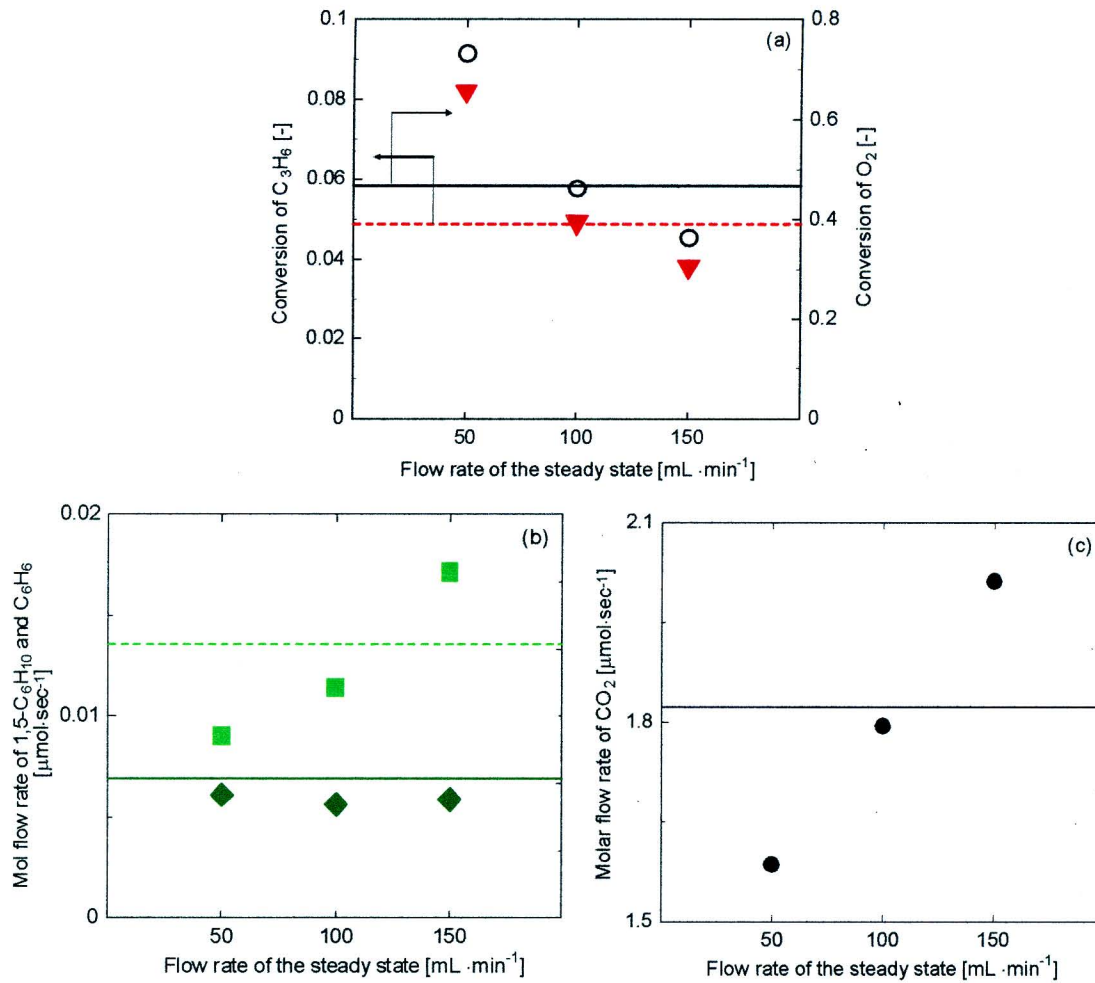 (a)
0.1
0.08
0.06
0.04
0.02
0
0.8
0.6
0.4
0.2
0
50
100
150
Conversion of C₃H₆ [-]
Conversion of O₂ [-]
Flow rate of the steady state [mL ·min⁻¹]
(b)
0.02
0.01
0
50
100
150
Mol flow rate of 1,5-C₆H₁₀ and C₆H₆
[μmol·sec⁻¹]
Flow rate of the steady state [mL ·min⁻¹]
(c)
2.1
1.8
1.5
50
100
150
Molar flow rate of CO₂ [μmol·sec⁻¹]
Flow rate of the steady state [mL ·min⁻¹]